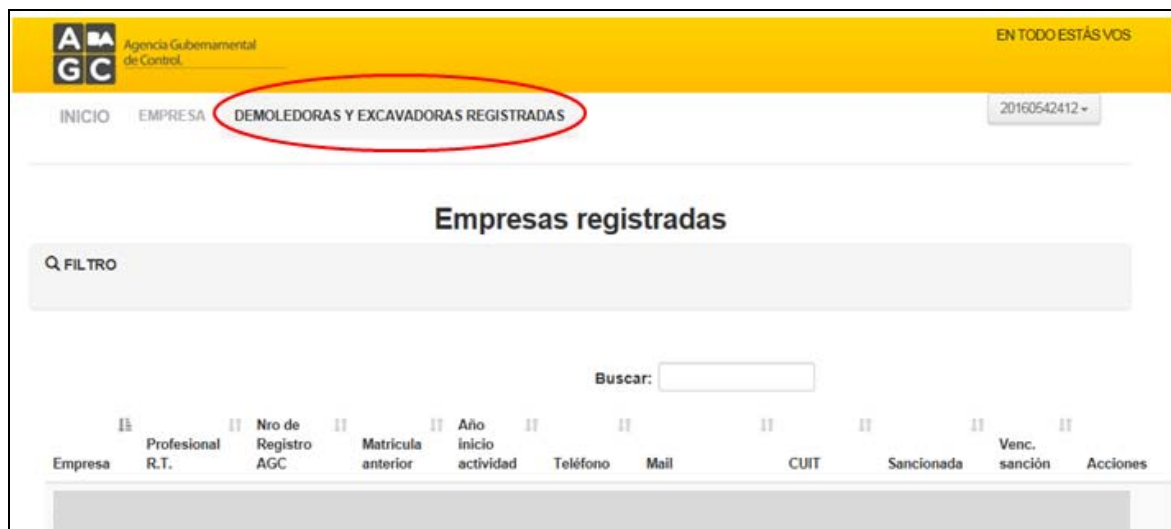 A BA
G C
Agencia Gubernamental
de Control.
EN TODO ESTÁS VOS
INICIO EMPRESA DEMOLEDORAS Y EXCAVADORAS REGISTRADAS 20160542412
Empresas registradas
FILTRO
Buscar:
Empresa
Profesional
R.T.
Nro de
Registro
AGC
Matricula
anterior
Año
inicio
actividad
Teléfono
Mail
CUIT
Sancionada
Venc.
sanción
Acciones